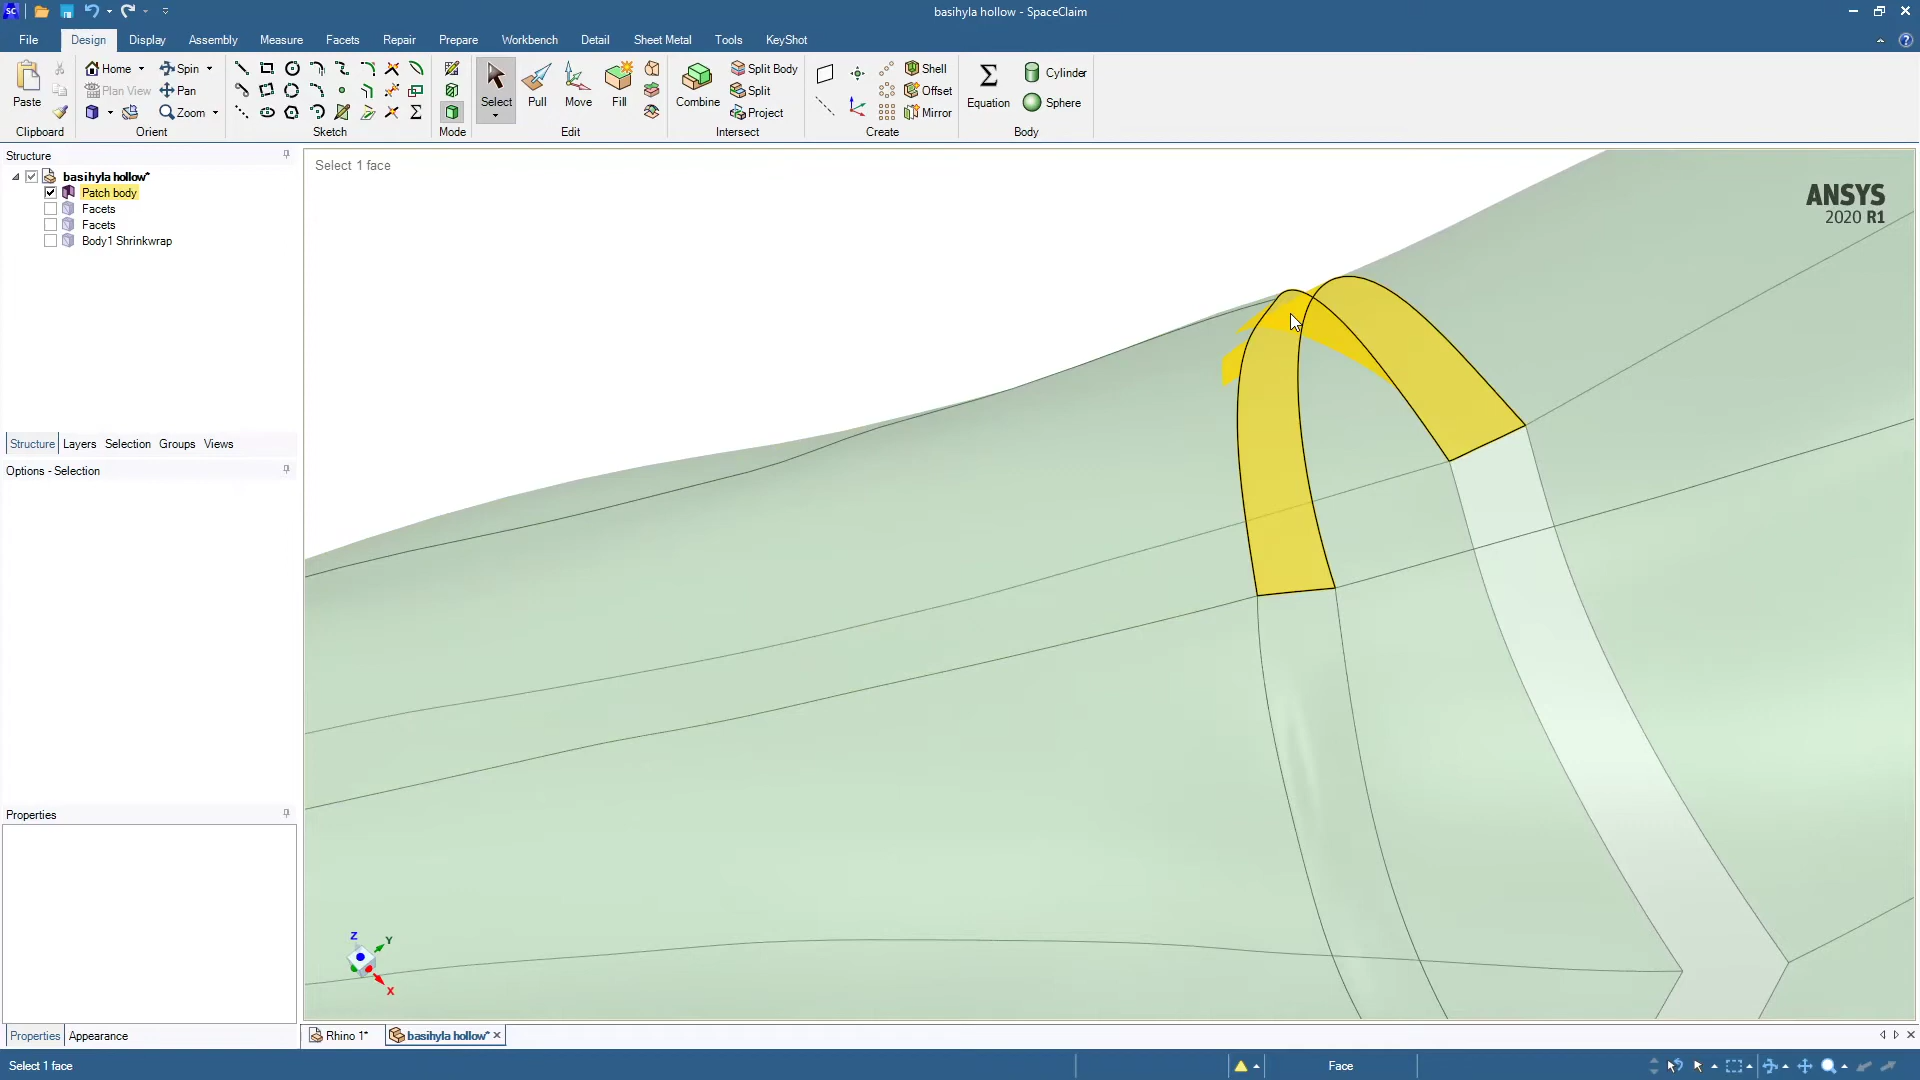 basihyla hollow - SpaceClaim
File Design Display Assembly Measure Facets Repair Prepare Workbench Detail Sheet Metal Tools KeyShot
Paste
Home Spin
Plan View Pan
Zoom
Select Pull Move Fill
Combine
Split Body
Split
Project
Shell
Offset
Mirror
Equation
Cylinder
Sphere
Clipboard Orient Sketch Mode Edit Intersect Create Body
Structure
basihyla hollow*
Patch body
Facets
Facets
Body1 Shrinkwrap
Structure Layers Selection Groups Views
Options - Selection
Properties
Properties Appearance
Select 1 face
ANSYS
2020 R1
Z
Y
X
Rhino 1* basihyla hollow*
Select 1 face
Face